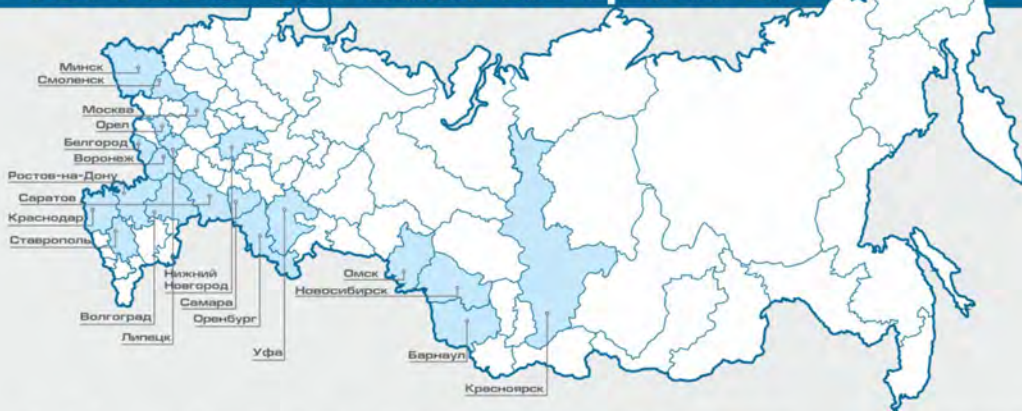 Минск
Смоленск
Москва
Орел
Белгород
Воронеж
Ростов-на-Дону
Саратов
Краснодар
Ставрополь
Нижний
Новгород
Самара
Волгоград
Оренбург
Липецк
Уфа
Омск
Новосибирск
Барнаул
Красноярск